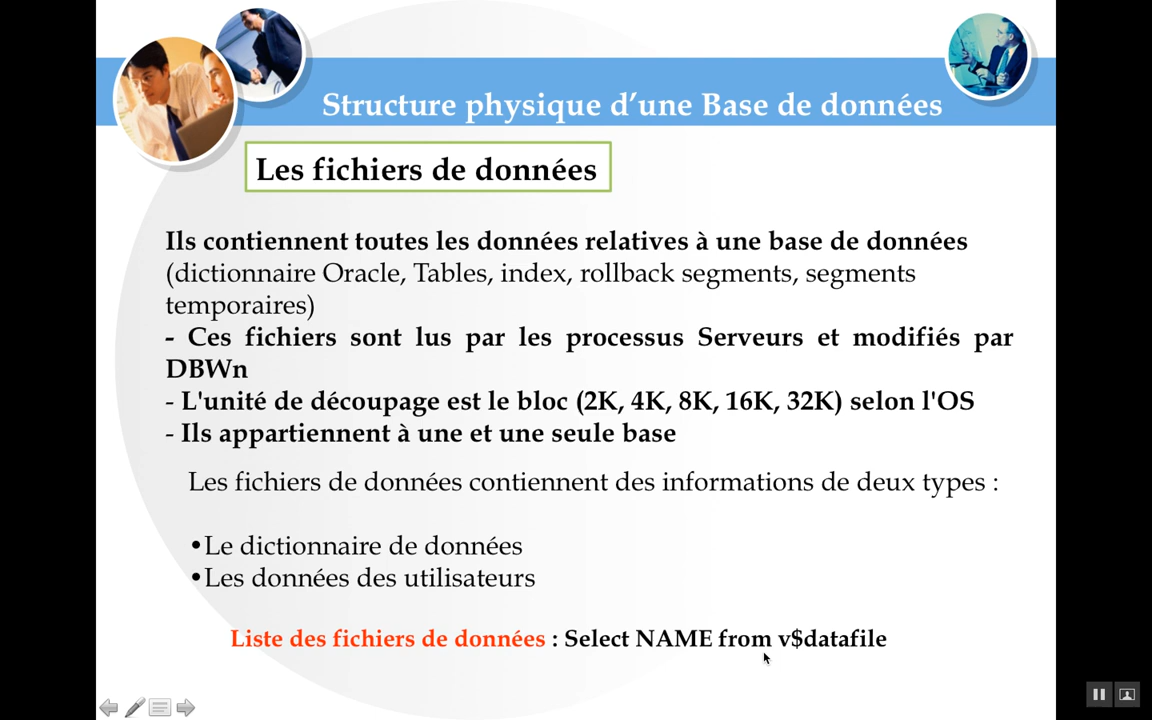 Structure physique d’une Base de données
Les fichiers de données
Ils contiennent toutes les données relatives à une base de données
(dictionnaire Oracle, Tables, index, rollback segments, segments
temporaires)
- Ces fichiers sont lus par les processus Serveurs et modifiés par
DBWn
- L'unité de découpage est le bloc (2K, 4K, 8K, 16K, 32K) selon l'OS
- Ils appartiennent à une et une seule base
Les fichiers de données contiennent des informations de deux types :
•Le dictionnaire de données
•Les données des utilisateurs
Liste des fichiers de données : Select NAME from v$datafile